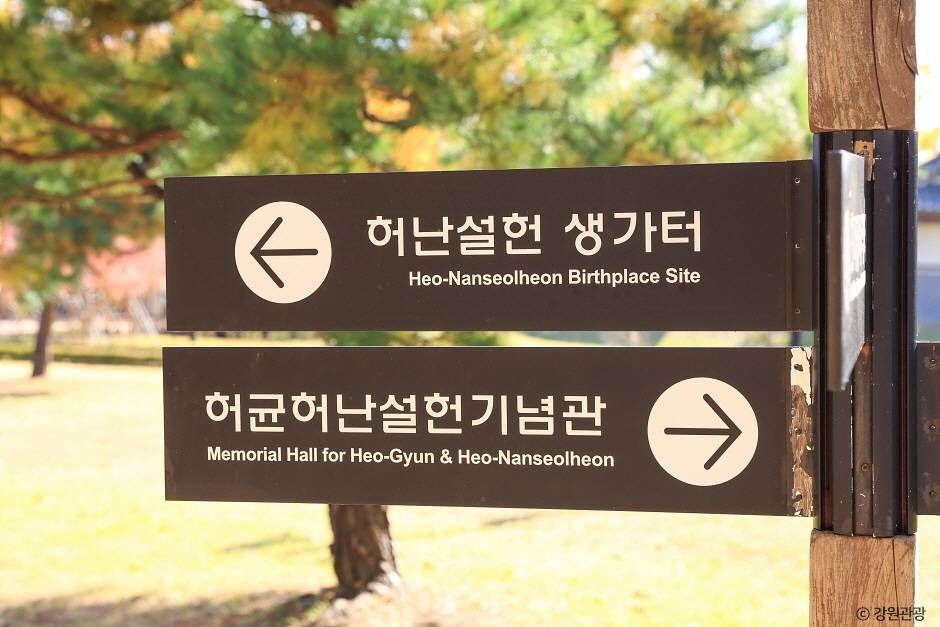 허난설헌 생가터
Heo-Nanseolheon Birthplace Site
허균허난설헌기념관
Memorial Hall for Heo-Gyun & Heo-Nanseolheon
© 강원관광